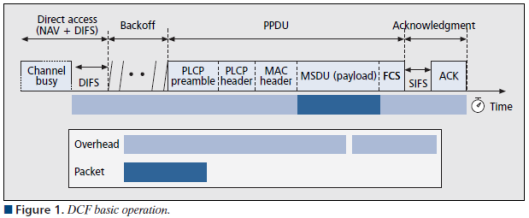 Direct access
(NAV + DIFS)
Backoff
PPDU
Acknowledgment
Channel
busy
DIFS
PLCP
preamble
PLCP
header
MAC
header
MSDU (payload)
FCS
SIFS
ACK
Time
Overhead
Packet
Figure 1. DCF basic operation.